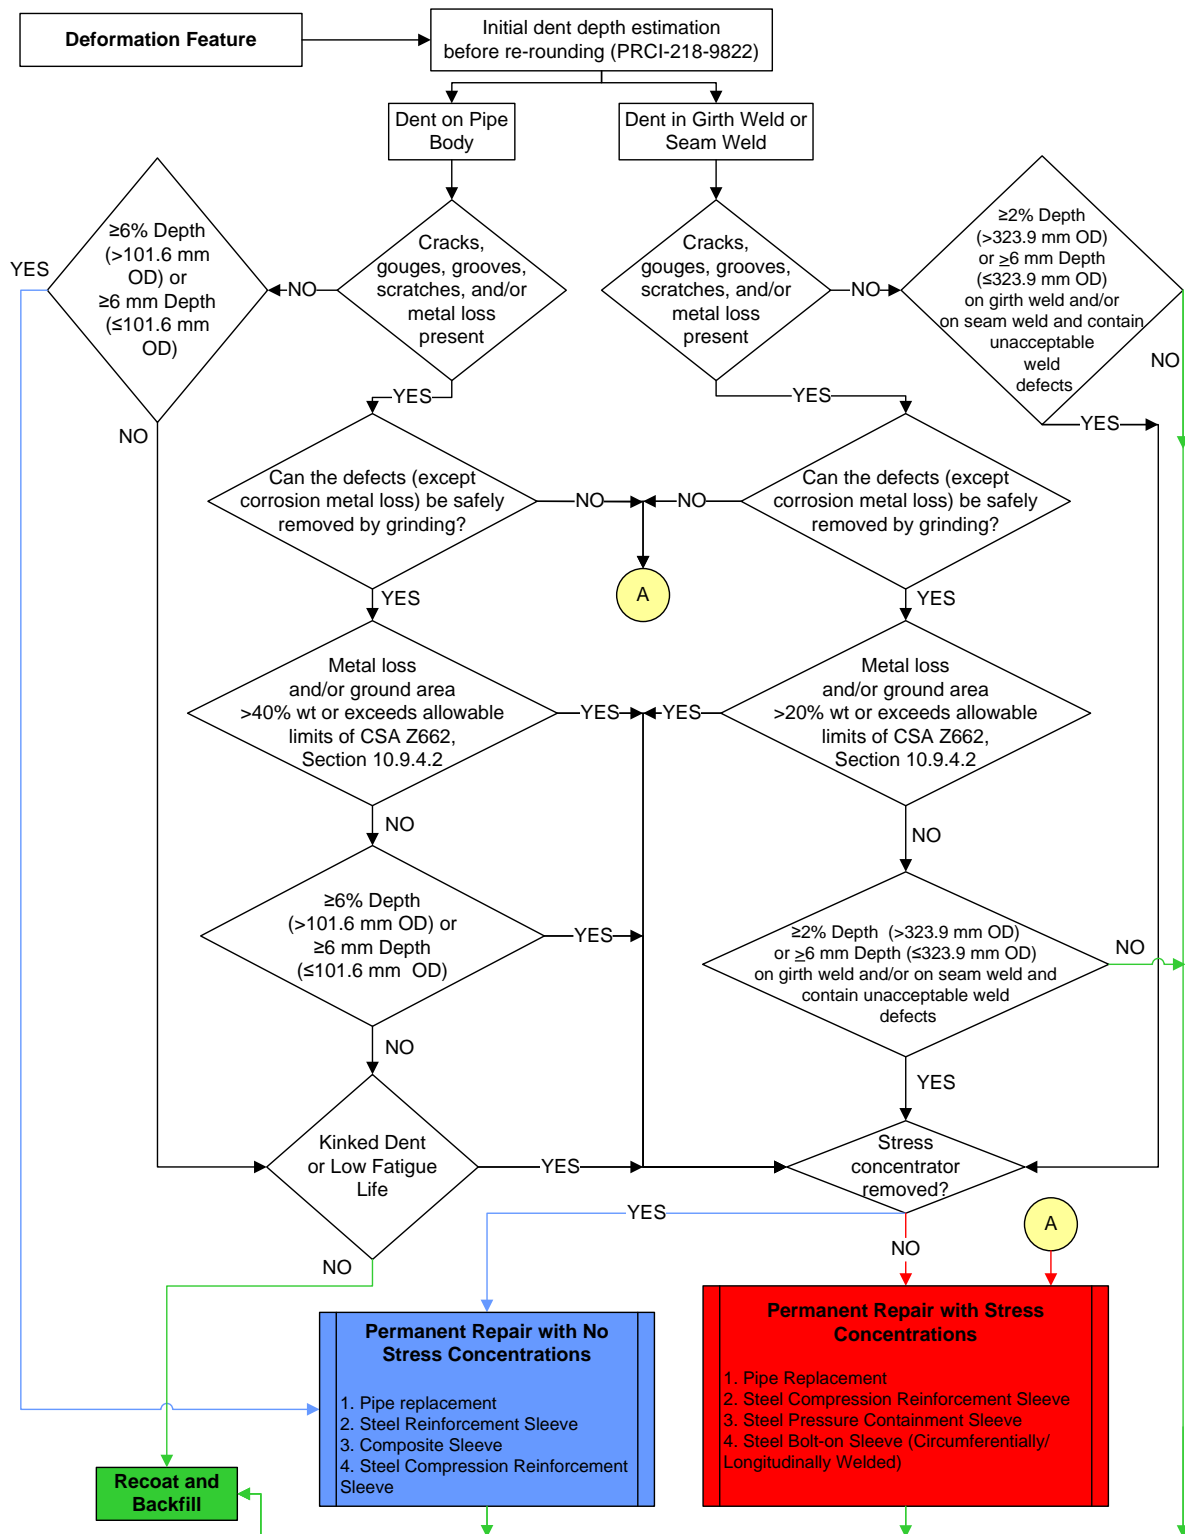 Deformation Feature
Initial dent depth estimation
before re-rounding (PRCI-218-9822)
Dent on Pipe
Body
Dent in Girth Weld or
Seam Weld
YES
≥6% Depth
(>101.6 mm
OD) or
≥6 mm Depth
(≤101.6 mm
OD)
NO
Cracks,
gouges, grooves,
scratches, and/or
metal loss
present
Cracks,
gouges, grooves,
scratches, and/or
metal loss
present
NO
≥2% Depth
(>323.9 mm OD)
or ≥6 mm Depth
(≤323.9 mm OD)
on girth weld and/or
on seam weld and contain
unacceptable
weld
defects
NO
YES
YES
YES
NO
Can the defects (except
corrosion metal loss) be safely
removed by grinding?
NO
NO
Can the defects (except
corrosion metal loss) be safely
removed by grinding?
A
YES
YES
Metal loss
and/or ground area
>40% wt or exceeds allowable
limits of CSA Z662,
Section 10.9.4.2
YES
YES
Metal loss
and/or ground area
>20% wt or exceeds allowable
limits of CSA Z662,
Section 10.9.4.2
NO
NO
≥6% Depth
(>101.6 mm OD) or
≥6 mm Depth
(≤101.6 mm OD)
YES
≥2% Depth (>323.9 mm OD)
or ≥6 mm Depth (≤323.9 mm OD)
on girth weld and/or on seam weld and
contain unacceptable weld
defects
NO
NO
YES
Kinked Dent
or Low Fatigue
Life
YES
Stress
concentrator
removed?
YES
NO
A
NO
Permanent Repair with No
Stress Concentrations
1. Pipe replacement
2. Steel Reinforcement Sleeve
3. Composite Sleeve
4. Steel Compression Reinforcement
Sleeve
Permanent Repair with Stress
Concentrations
1. Pipe Replacement
2. Steel Compression Reinforcement Sleeve
3. Steel Pressure Containment Sleeve
4. Steel Bolt-on Sleeve (Circumferentially/
Longitudinally Welded)
Recoat and
Backfill